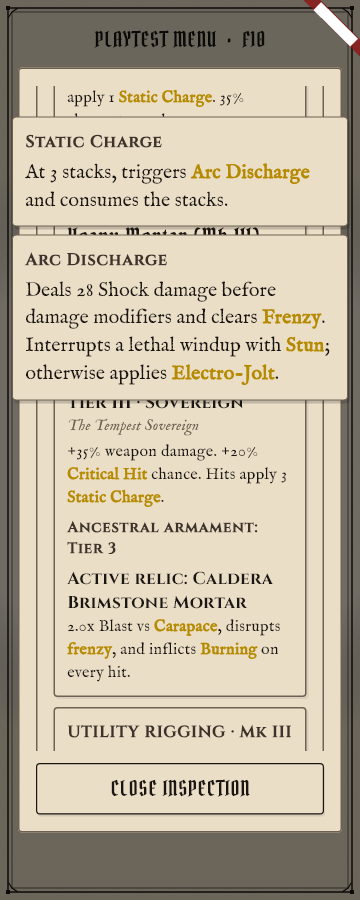 PLAYTEST MENU · F10
apply 1 Static Charge. 35%
STATIC CHARGE
At 3 stacks, triggers Arc Discharge
and consumes the stacks.
Heavy Mortar (Mk III)
ARC DISCHARGE
Deals 28 Shock damage before
damage modifiers and clears Frenzy.
Interrupts a lethal windup with Stun;
otherwise applies Electro-Jolt.
TIER III · SOVEREIGN
The Tempest Sovereign
+35% weapon damage. +20%
Critical Hit chance. Hits apply 3
Static Charge.
ANCESTRAL ARMAMENT:
TIER 3
ACTIVE RELIC: CALDERA
BRIMSTONE MORTAR
2.0x Blast vs Carapace, disrupts
frenzy, and inflicts Burning on
every hit.
UTILITY RIGGING · MK III
CLOSE INSPECTION